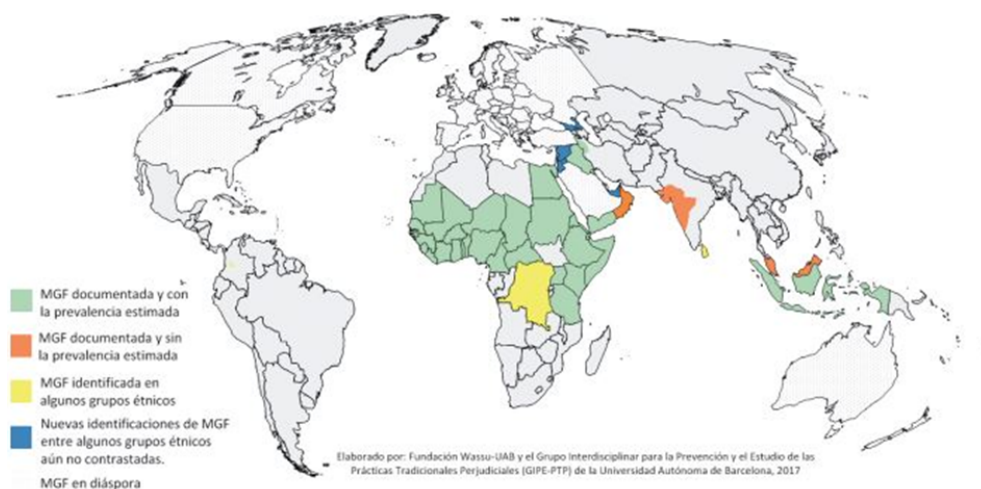 MGF documentada y con
la prevalencia estimada
MGF documentada y sin
la prevalencia estimada
MGF identificada en
algunos grupos étnicos
Nuevas identificaciones de MGF
entre algunos grupos étnicos
aún no contrastadas.
MGF en diáspora
Elaborado por: Fundación Wassu-UAB y el Grupo Interdisciplinar para la Prevención y el Estudio de las
Prácticas Tradicionales Perjudiciales (GIPE-PTP) de la Universidad Autónoma de Barcelona, 2017